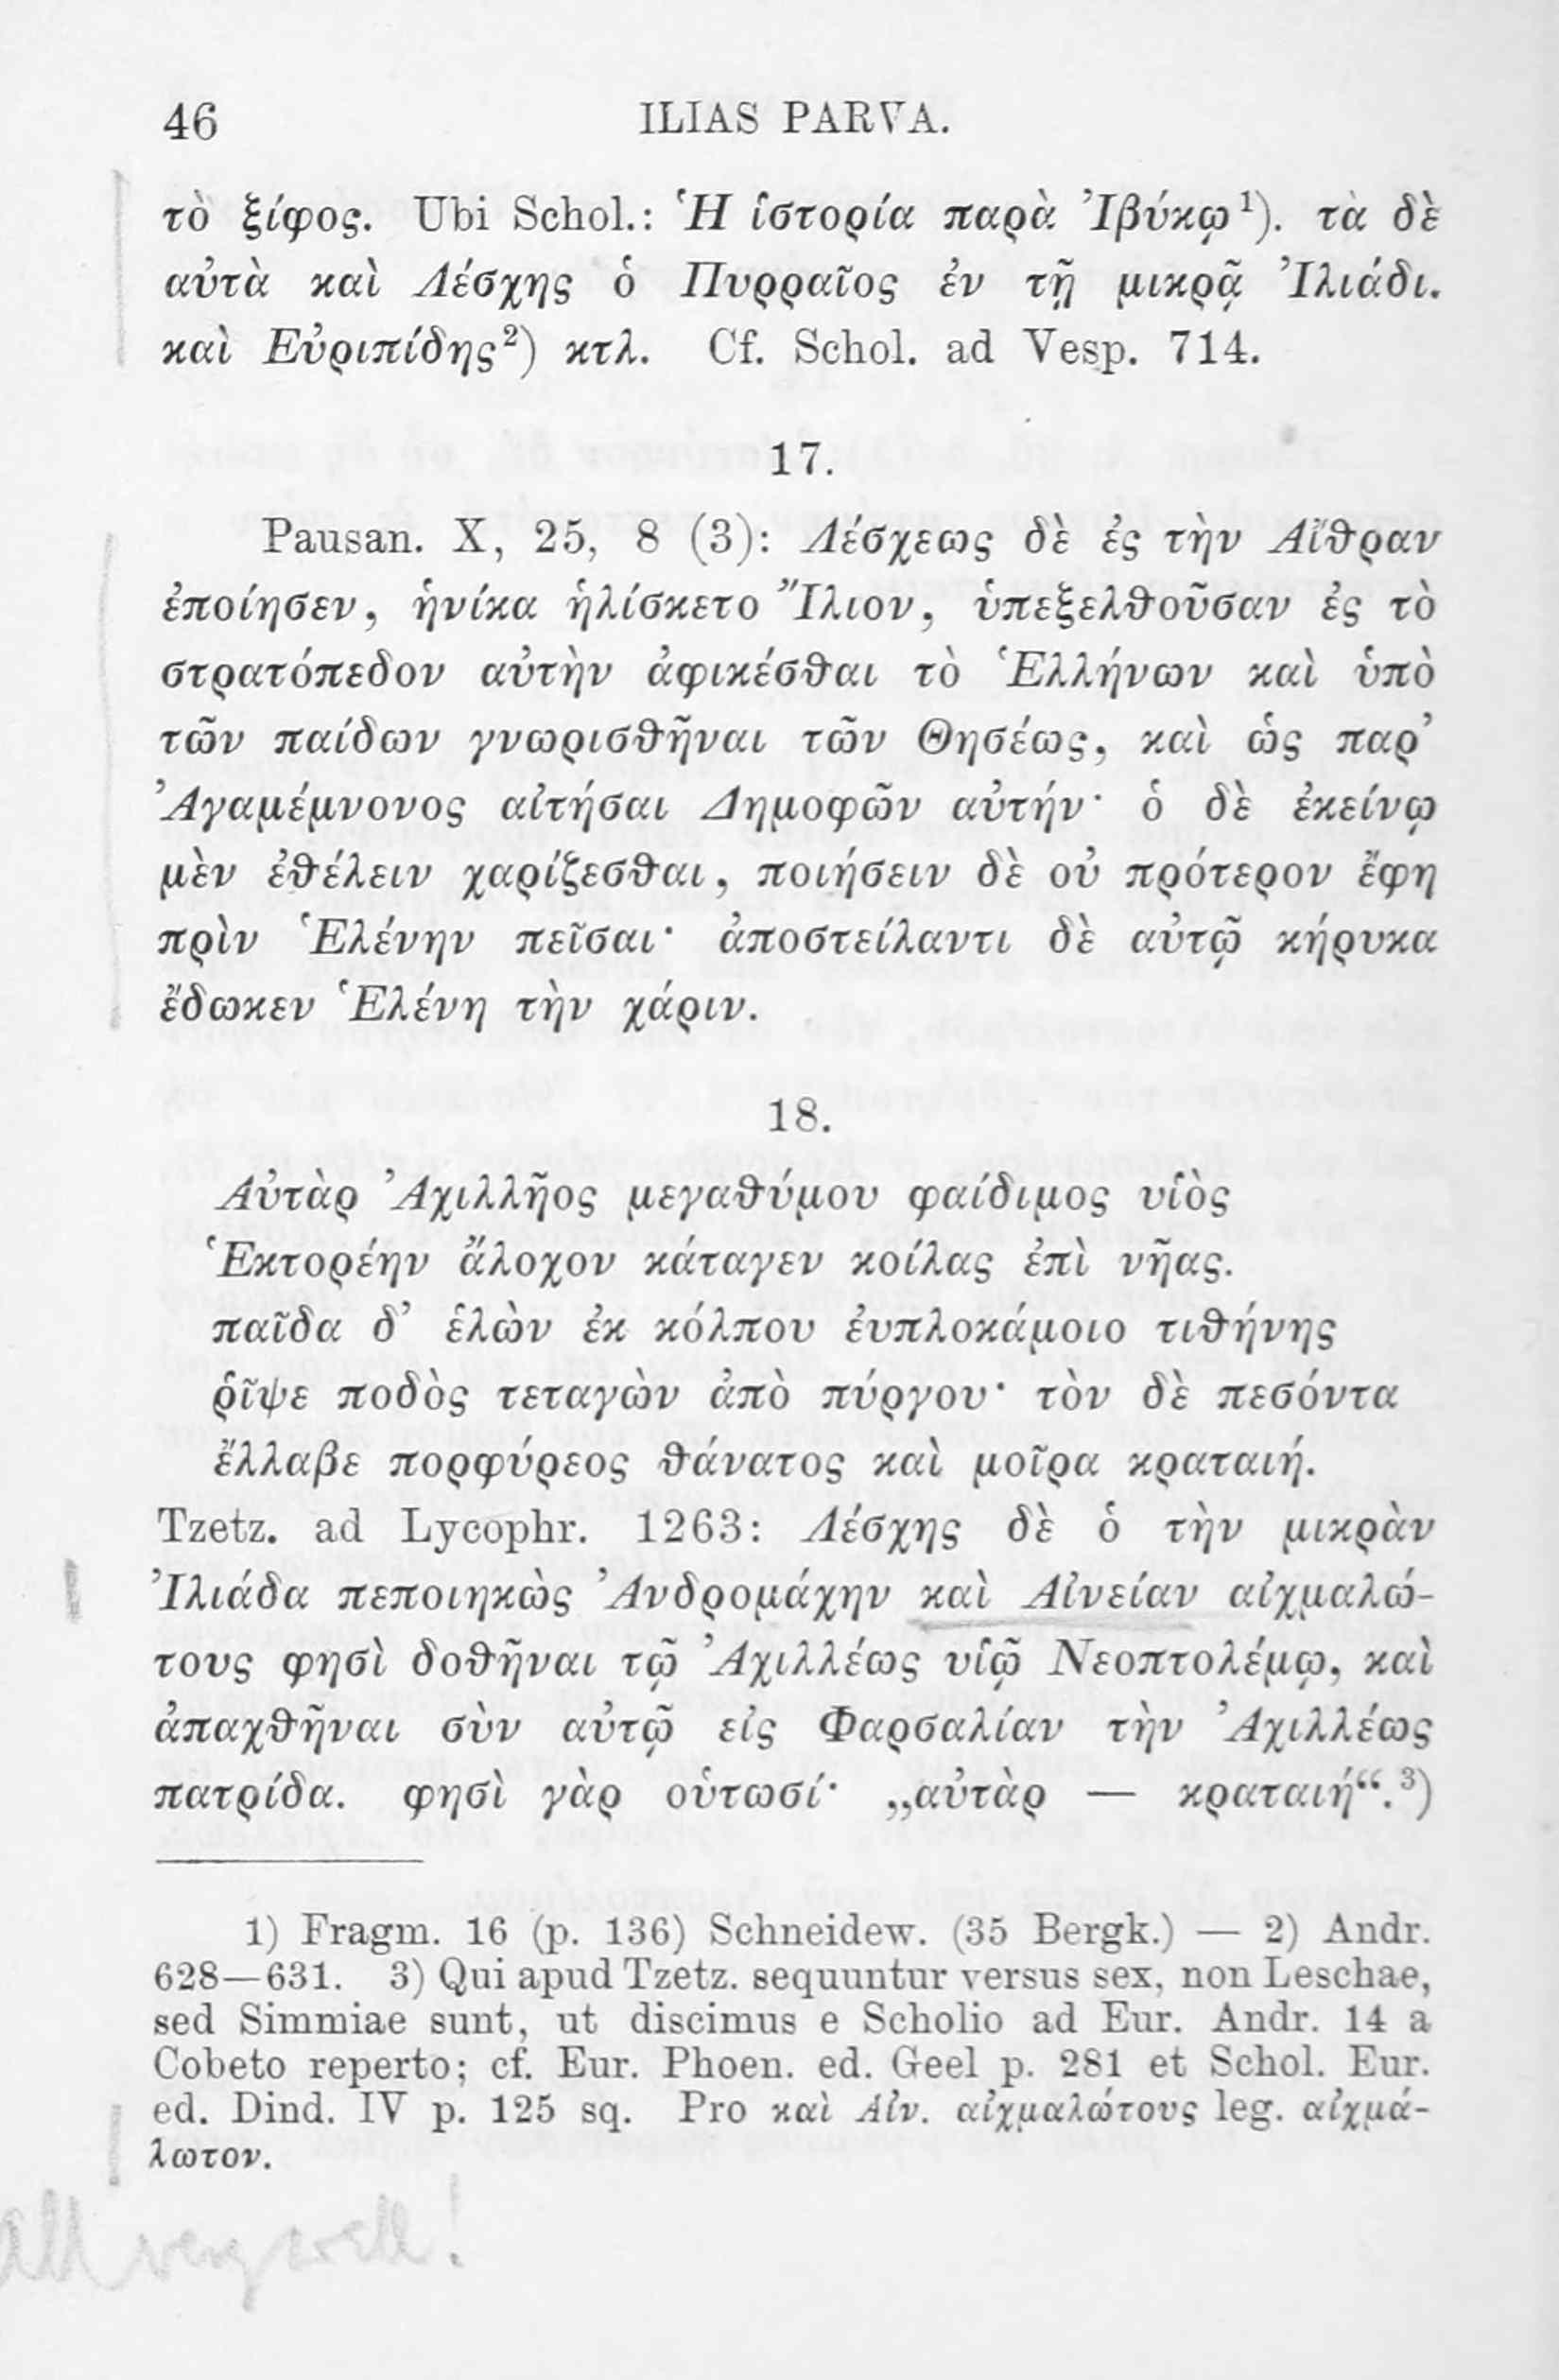 46 ILIAS PARVA.
τὸ ξίφος. Ubi Schol.: Ἡ ἱστορία παρὰ Ἰβύκῳ¹). τὰ δὲ
αὐτὰ καὶ Λέσχης ὁ Πυρραῖος ἐν τῇ μικρᾷ Ἰλιάδι.
καὶ Εὐριπίδης²) κτλ. Cf. Schol. ad Vesp. 714.
17.
Pausan. X, 25, 8 (3): Λέσχεως δὲ ἐς τὴν Αἴθραν
ἐποίησεν, ἡνίκα ἡλίσκετο Ἴλιον, ὑπεξελθοῦσαν ἐς τὸ
στρατόπεδον αὐτὴν ἀφικέσθαι τὸ Ἑλλήνων καὶ ὑπὸ
τῶν παίδων γνωρισθῆναι τῶν Θησέως, καὶ ὡς παρ’
Ἀγαμέμνονος αἰτήσαι Δημοφῶν αὐτήν· ὁ δὲ ἐκείνῳ
μὲν ἐθέλειν χαρίζεσθαι, ποιήσειν δὲ οὐ πρότερον ἔφη
πρὶν Ἑλένην πεῖσαι· ἀποστείλαντι δὲ αὐτῷ κήρυκα
ἔδωκεν Ἑλένη τὴν χάριν.
18.
Αὐτὰρ Ἀχιλλῆος μεγαθύμου φαίδιμος υἱὸς
Ἑκτορέην ἄλοχον κάταγεν κοίλας ἐπὶ νῆας.
παῖδα δ’ ἑλὼν ἐκ κόλπου ἐυπλοκάμοιο τιθήνης
ῥῖψε ποδὸς τεταγὼν ἀπὸ πύργου· τὸν δὲ πεσόντα
ἔλλαβε πορφύρεος θάνατος καὶ μοῖρα κραταιή.
Tzetz. ad Lycophr. 1263: Λέσχης δὲ ὁ τὴν μικρὰν
Ἰλιάδα πεποιηκὼς Ἀνδρομάχην καὶ Αἰνείαν αἰχμαλώ-
τους φησὶ δοθῆναι τῷ Ἀχιλλέως υἱῷ Νεοπτολέμῳ, καὶ
ἀπαχθῆναι σὺν αὐτῷ εἰς Φαρσαλίαν τὴν Ἀχιλλέως
πατρίδα. φησὶ γὰρ οὑτωσί· „αὐτὰρ — κραταιή“.³)
1) Fragm. 16 (p. 136) Schneidew. (35 Bergk.) — 2) Andr.
628—631. 3) Qui apud Tzetz. sequuntur versus sex, non Leschae,
sed Simmiae sunt, ut discimus e Scholio ad Eur. Andr. 14 a
Cobeto reperto; cf. Eur. Phoen. ed. Geel p. 281 et Schol. Eur.
ed. Dind. IV p. 125 sq. Pro καὶ Αἰν. αἰχμαλώτους leg. αἰχμά-
λωτον.
All very well!